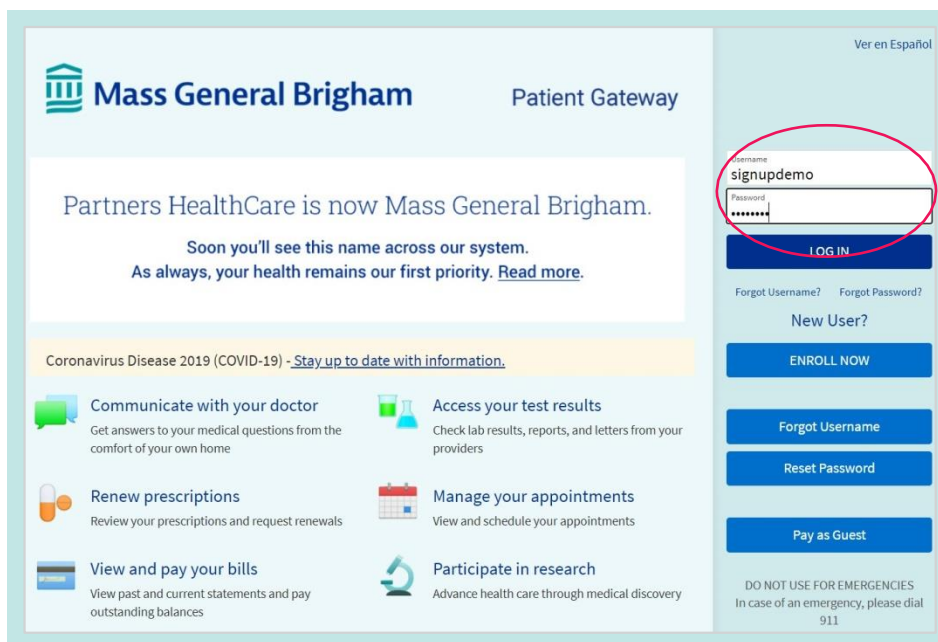 Ver en Español
Mass General Brigham
Patient Gateway
Username
signupdemo
Password
••••••••
LOG IN
Forgot Username? Forgot Password?
New User?
ENROLL NOW
Forgot Username
Reset Password
Pay as Guest
DO NOT USE FOR EMERGENCIES
In case of an emergency, please dial
911
Partners HealthCare is now Mass General Brigham.
Soon you'll see this name across our system.
As always, your health remains our first priority. Read more.
Coronavirus Disease 2019 (COVID-19) - Stay up to date with information.
Communicate with your doctor
Get answers to your medical questions from the
comfort of your own home
Access your test results
Check lab results, reports, and letters from your
providers
Renew prescriptions
Review your prescriptions and request renewals
Manage your appointments
View and schedule your appointments
View and pay your bills
View past and current statements and pay
outstanding balances
Participate in research
Advance health care through medical discovery